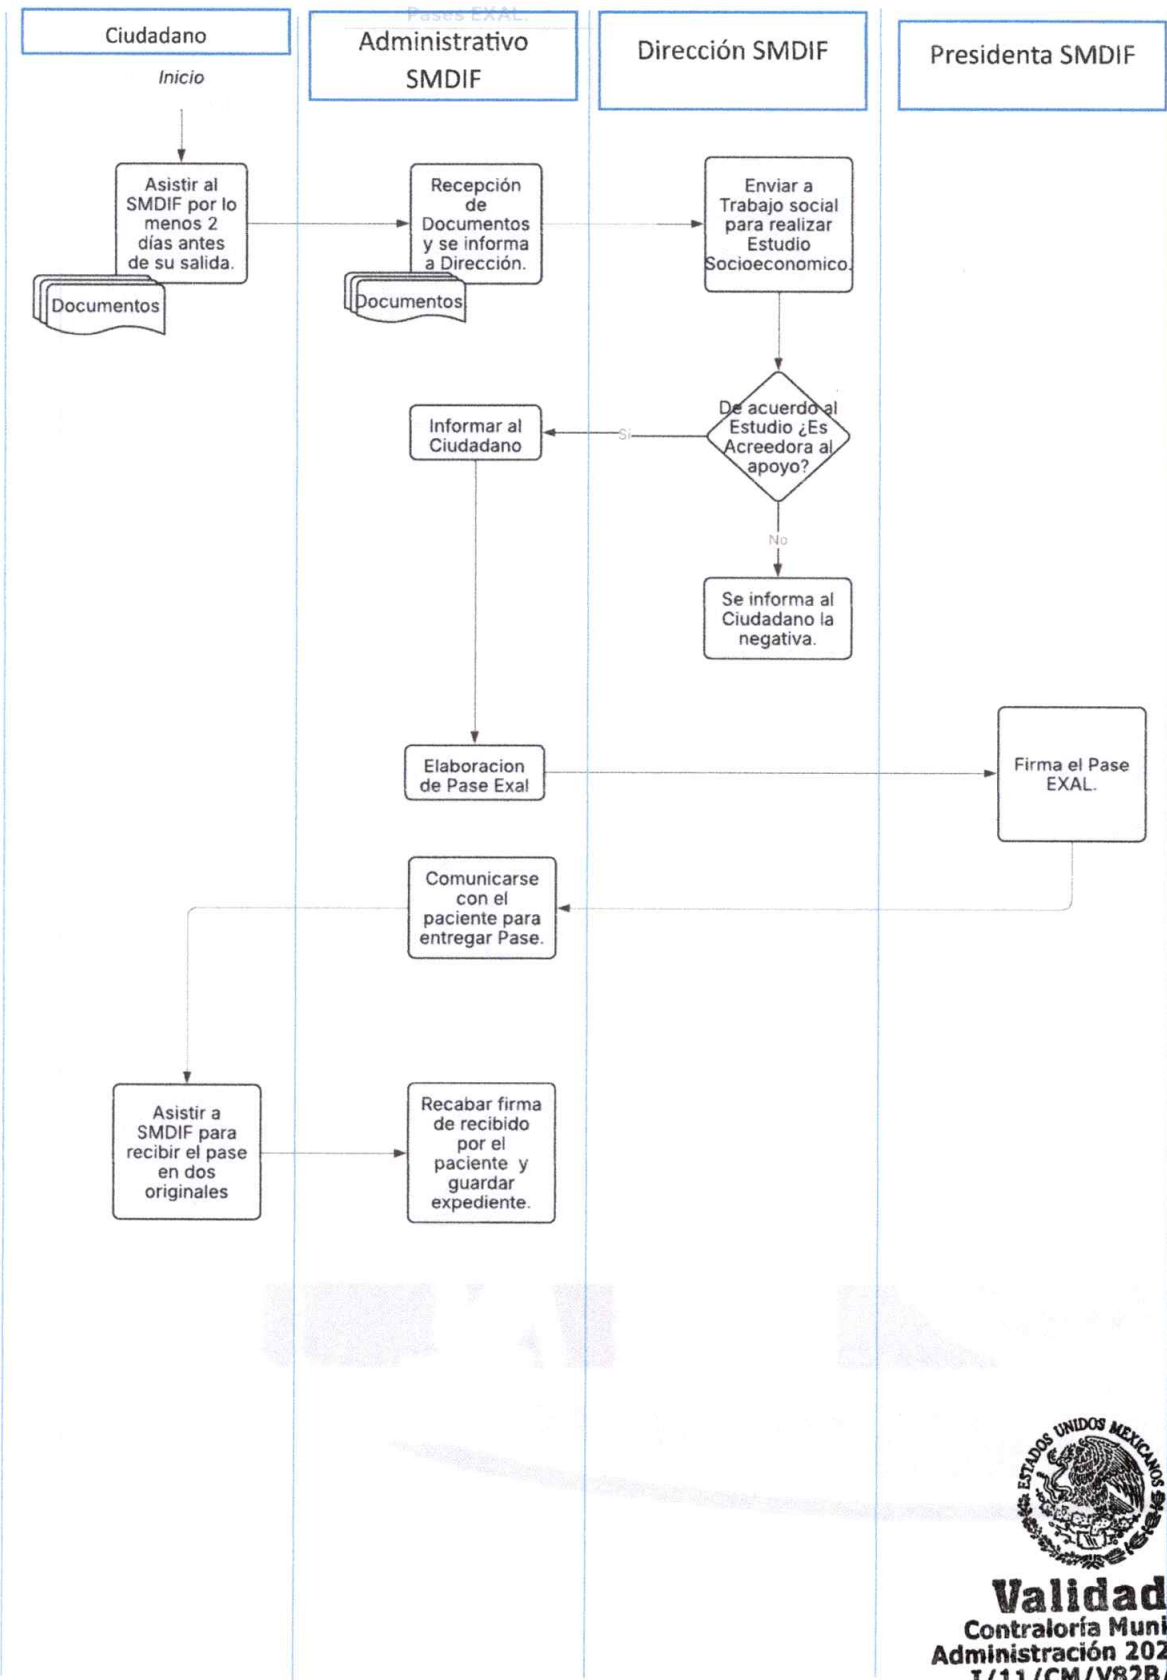 Pases EXAL.
Ciudadano
Administrativo
SMDIF
Dirección SMDIF
Presidenta SMDIF
Inicio
Asistir al
SMDIF por lo
menos 2
días antes
de su salida.
Documentos
Recepción
de
Documentos
y se informa
a Dirección.
Documentos
Enviar a
Trabajo social
para realizar
Estudio
Socioeconomico.
De acuerdo al
Estudio ¿Es
Acreedora al
apoyo?
Si
Informar al
Ciudadano
No
Se informa al
Ciudadano la
negativa.
Elaboracion
de Pase Exal
Firma el Pase
EXAL.
Comunicarse
con el
paciente para
entregar Pase.
Asistir a
SMDIF para
recibir el pase
en dos
originales
Recabar firma
de recibido
por el
paciente y
guardar
expediente.
ESTADOS UNIDOS MEXICANOS
Validad
Contraloría Muni
Administración 202
I/11/CM/V82B/